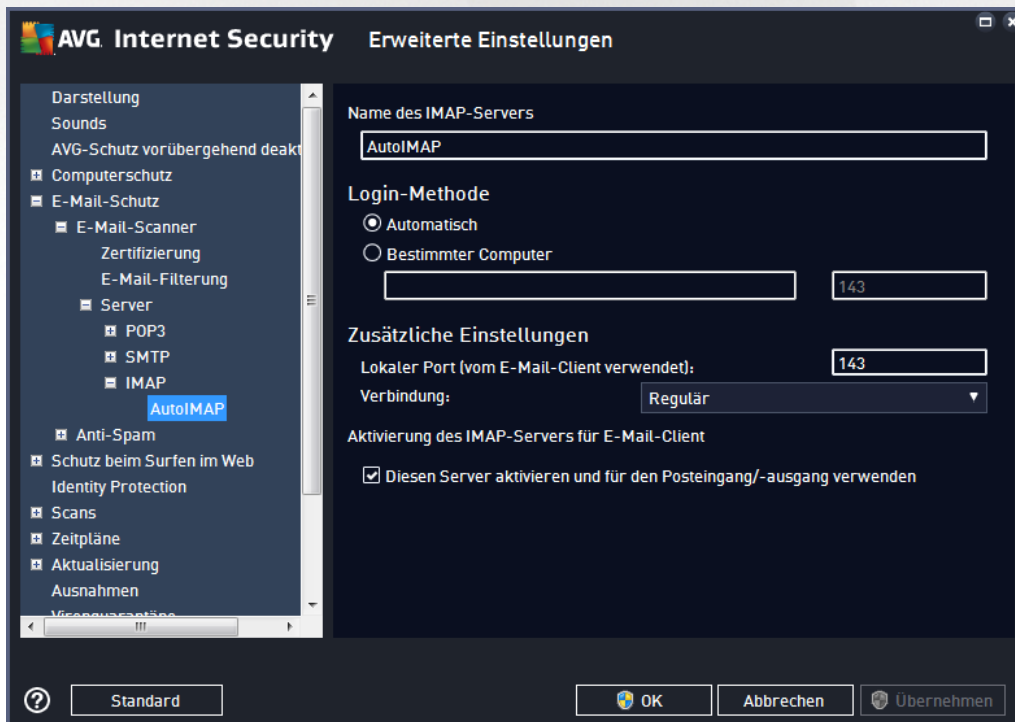 AVG. Internet Security Erweiterte Einstellungen
Darstellung
Sounds
AVG-Schutz vorübergehend deakt
Computerschutz
E-Mail-Schutz
E-Mail-Scanner
Zertifizierung
E-Mail-Filterung
Server
POP3
SMTP
IMAP
AutoIMAP
Anti-Spam
Schutz beim Surfen im Web
Identity Protection
Scans
Zeitpläne
Aktualisierung
Ausnahmen
Virenquarantäne
Name des IMAP-Servers
AutoIMAP
Login-Methode
Automatisch
Bestimmter Computer
143
Zusätzliche Einstellungen
Lokaler Port (vom E-Mail-Client verwendet): 143
Verbindung: Regulär
Aktivierung des IMAP-Servers für E-Mail-Client
Diesen Server aktivieren und für den Posteingang/-ausgang verwenden
Standard OK Abbrechen Übernehmen